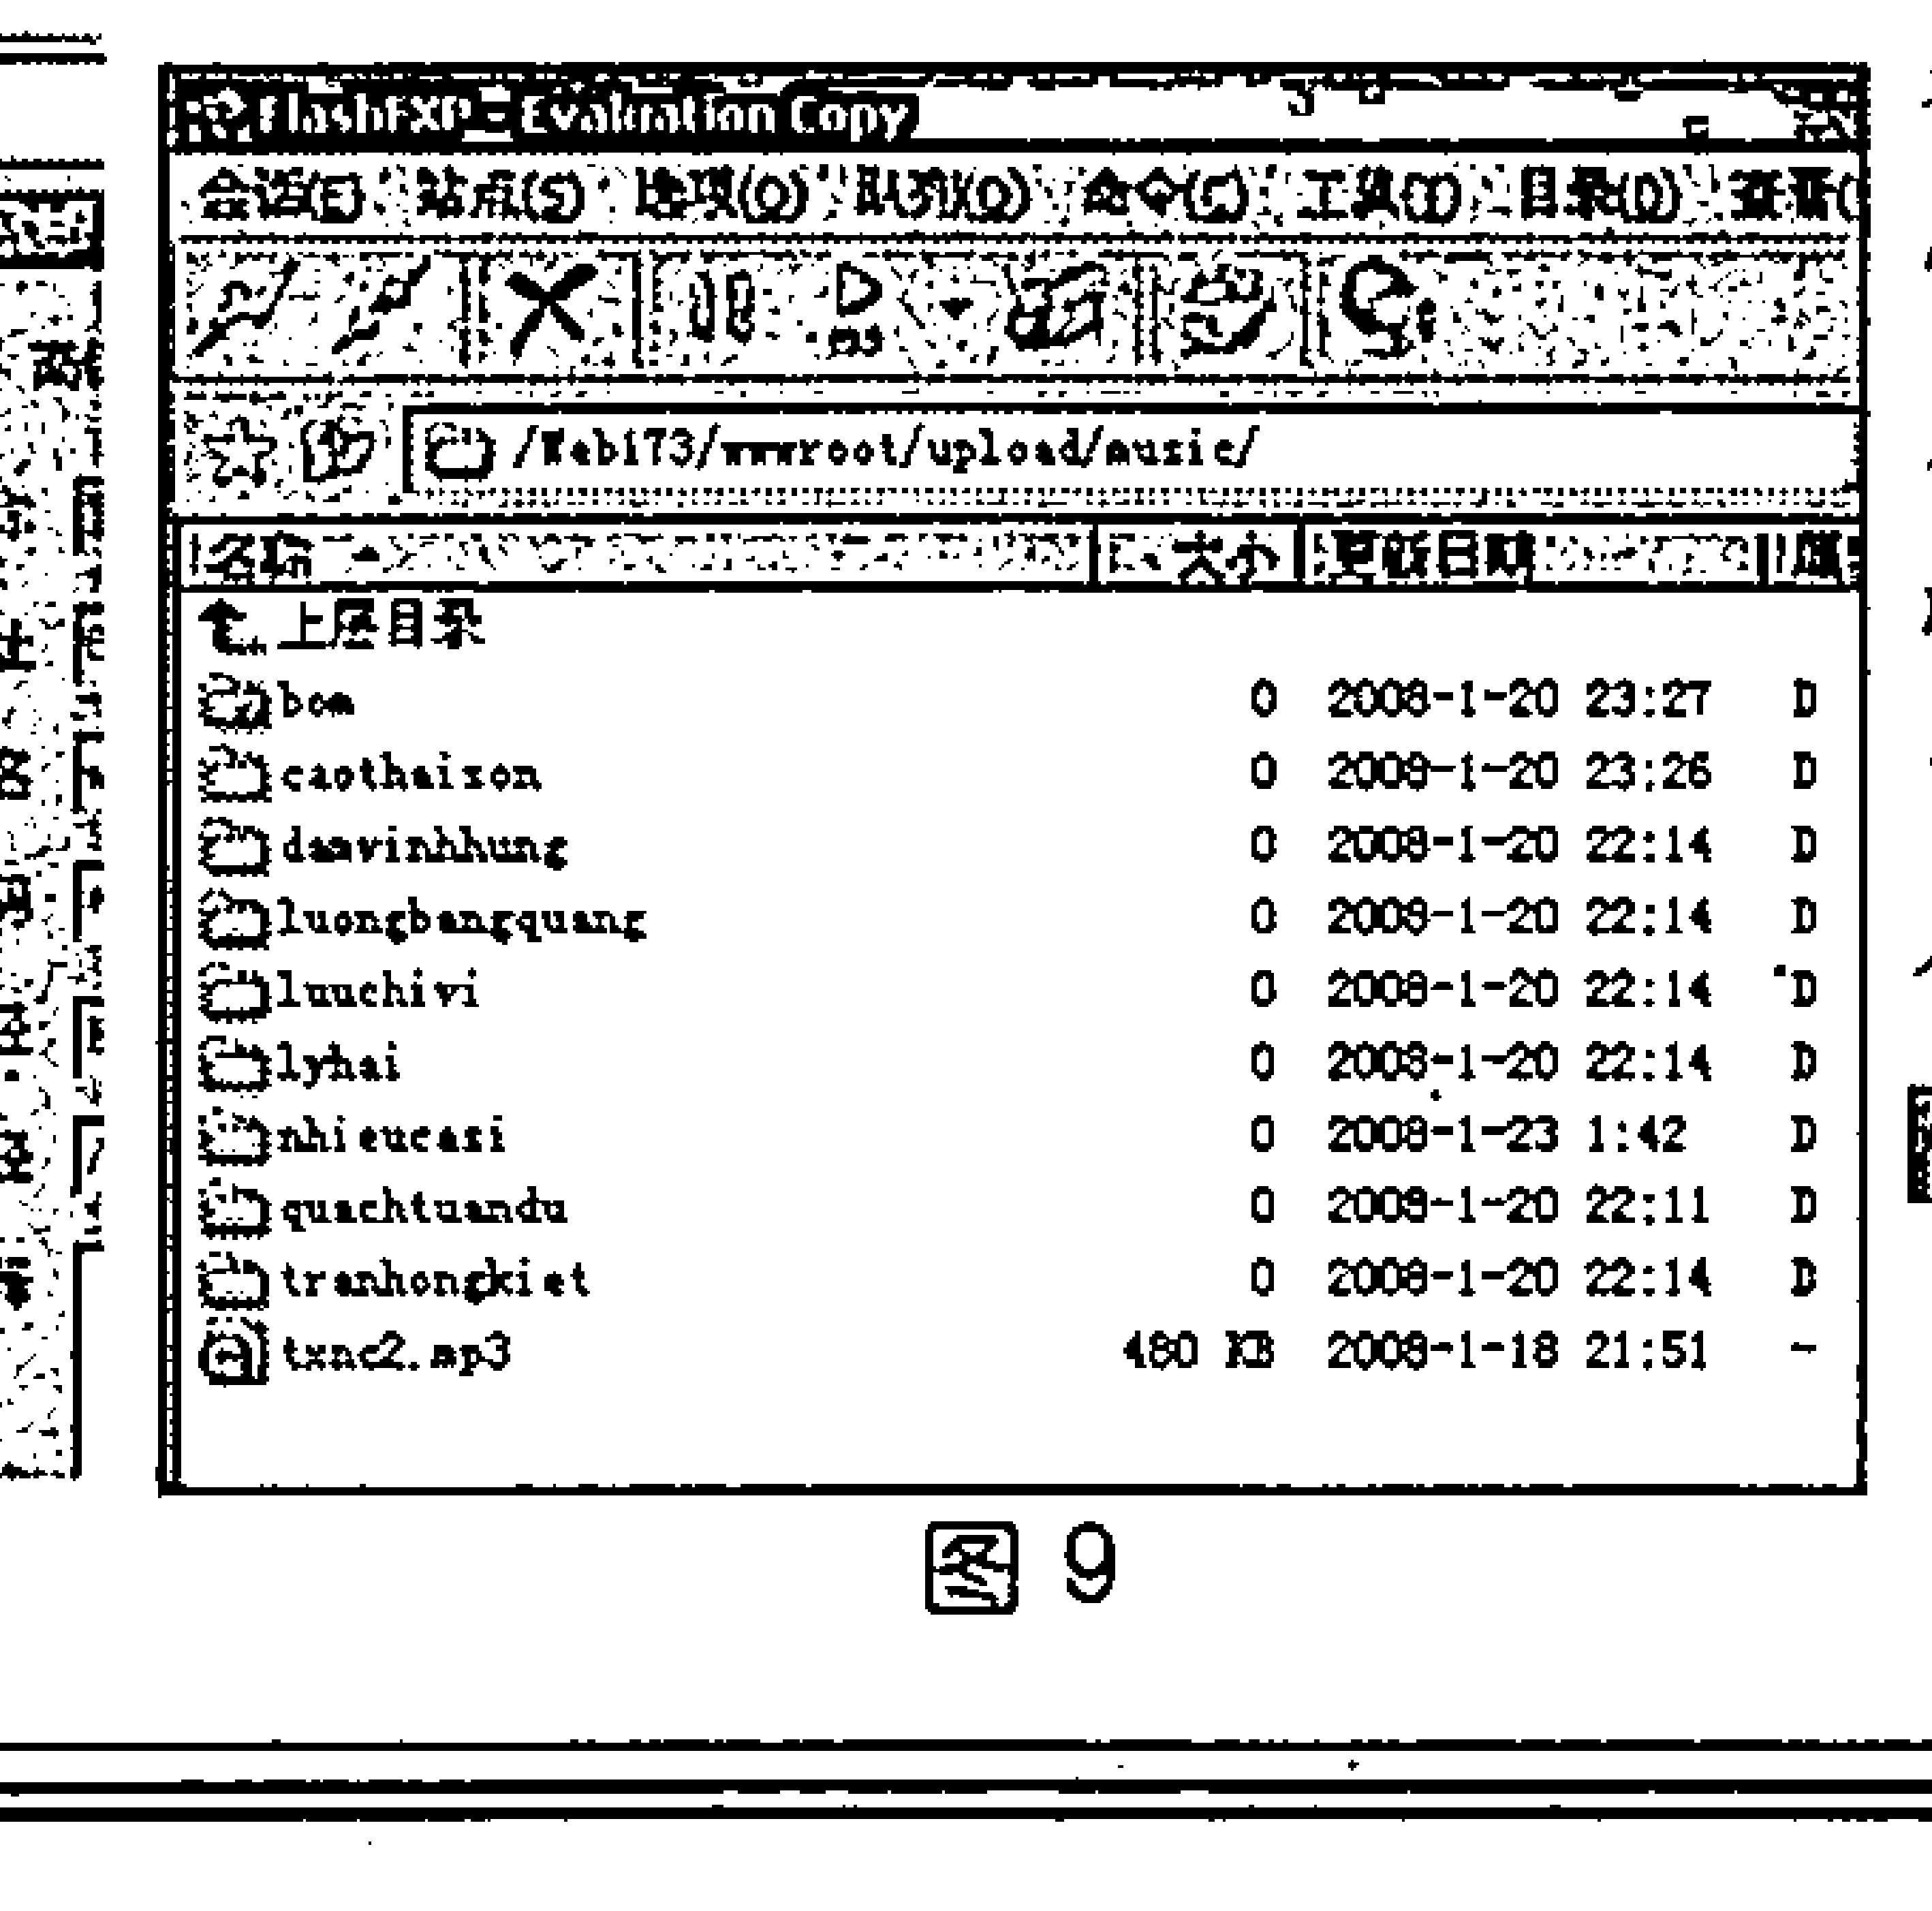 FlashFXP - Evaluation Copy
会话(E) 站点(S) 选项(O) 队列(Q) 命令(C) 工具(T) 目录(D) 查看(
/Web173/wwwroot/upload/music/
名称 大小 更新日期 属
上层目录
bom 0 2008-1-20 23:27 D
caothaison 0 2008-1-20 23:26 D
damvinhhung 0 2008-1-20 22:14 D
luongbangquang 0 2008-1-20 22:14 D
luuchivi 0 2008-1-20 22:14 D
lyhai 0 2008-1-20 22:14 D
nhieucasi 0 2008-1-23 1:42 D
quachtuandu 0 2008-1-20 22:11 D
tranhongkiet 0 2008-1-20 22:14 D
txnc2.mp3 480 KB 2008-1-18 21:51 -
图 9